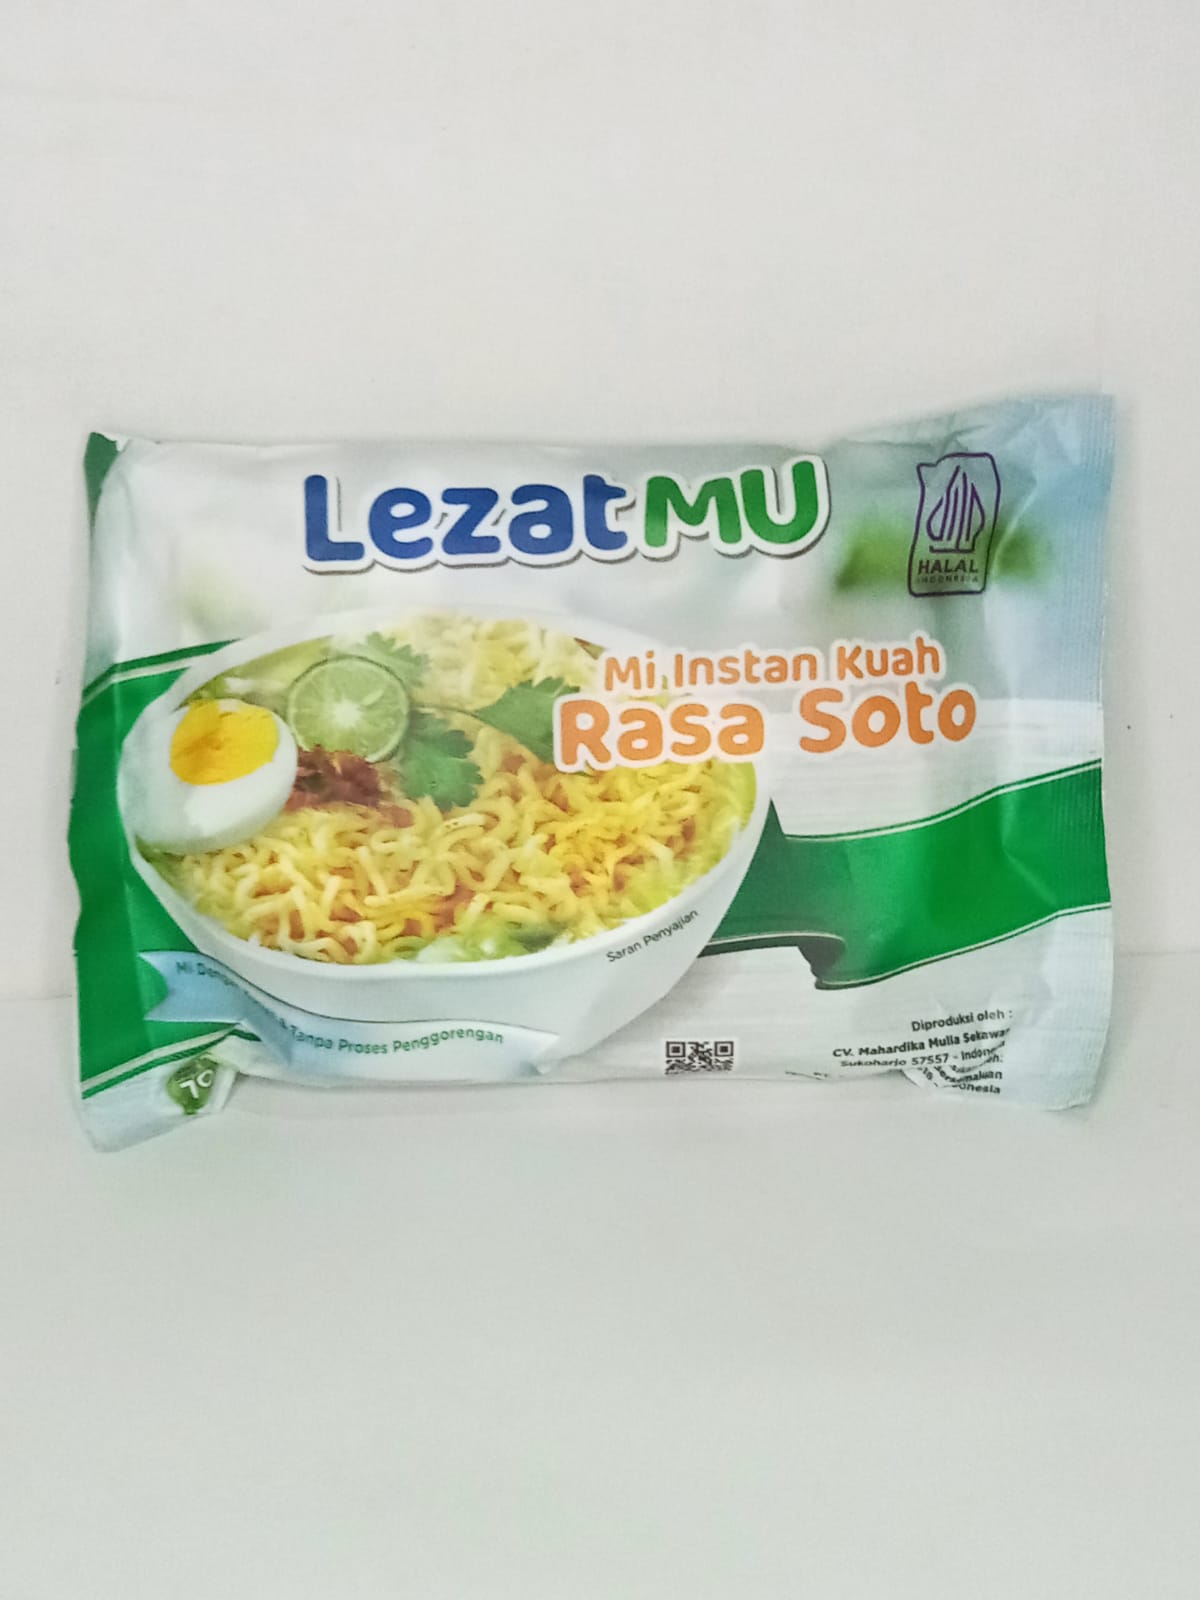 LezatMU
HALAL
INDONESIA
Mi Instan Kuah
Rasa Soto
Saran Penyajian
Mi
& Tanpa Proses Penggorengan
Diproduksi oleh :
CV. Mahardika Mulia
Sukoharjo 57557 -